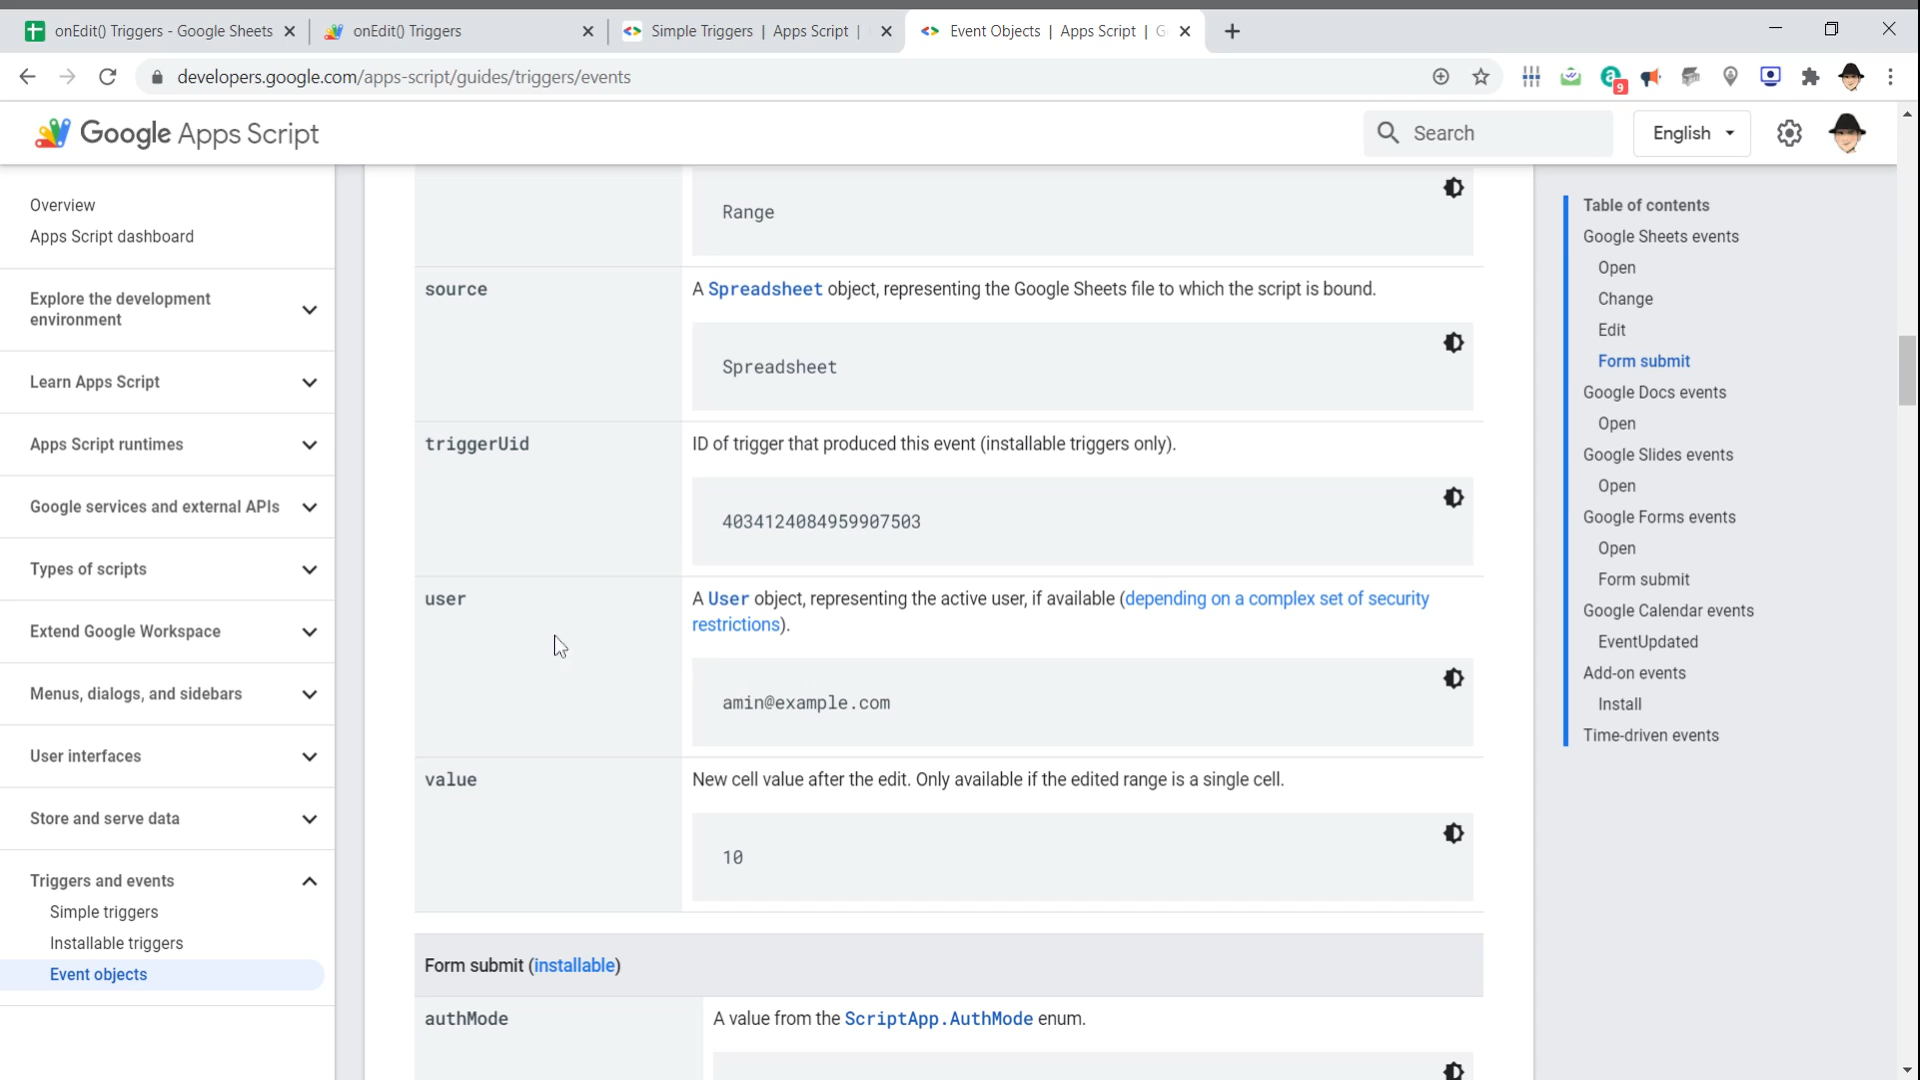 onEdit() Triggers - Google Sheets
onEdit() Triggers
Simple Triggers | Apps Script |
Event Objects | Apps Script | G
developers.google.com/apps-script/guides/triggers/events
9
Google Apps Script
Search
English
Overview
Apps Script dashboard
Explore the development
environment
Learn Apps Script
Apps Script runtimes
Google services and external APIs
Types of scripts
Extend Google Workspace
Menus, dialogs, and sidebars
User interfaces
Store and serve data
Triggers and events
Simple triggers
Installable triggers
Event objects
Range
source
A Spreadsheet object, representing the Google Sheets file to which the script is bound.
Spreadsheet
triggerUid
ID of trigger that produced this event (installable triggers only).
4034124084959907503
user
A User object, representing the active user, if available (depending on a complex set of security
restrictions).
amin@example.com
value
New cell value after the edit. Only available if the edited range is a single cell.
10
Form submit (installable)
authMode
A value from the ScriptApp.AuthMode enum.
Table of contents
Google Sheets events
Open
Change
Edit
Form submit
Google Docs events
Open
Google Slides events
Open
Google Forms events
Open
Form submit
Google Calendar events
EventUpdated
Add-on events
Install
Time-driven events